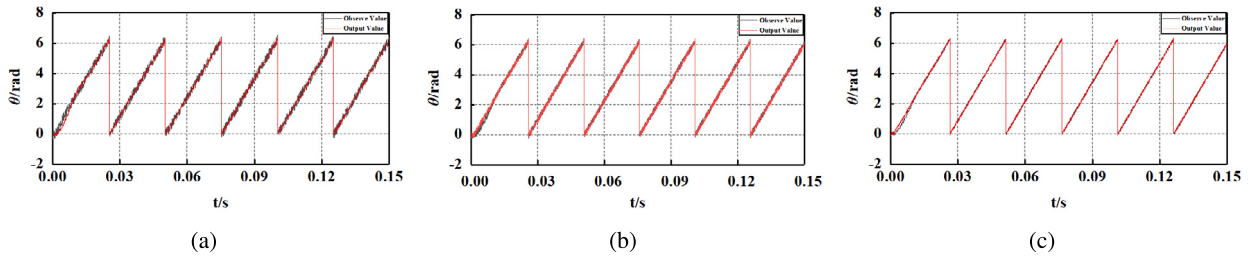 8
6
4
2
0
-2
θ/rad
Observe Value
Output Value
0.00
0.03
0.06
0.09
0.12
0.15
t/s
(a)
8
6
4
2
0
-2
θ/rad
Observe Value
Output Value
0.00
0.03
0.06
0.09
0.12
0.15
t/s
(b)
8
6
4
2
0
-2
θ/rad
Observe Value
Output Value
0.00
0.03
0.06
0.09
0.12
0.15
t/s
(c)